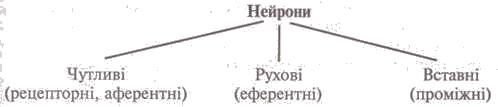 Нейрони
Чутливі Рухові Вставні
(рецепторні, аферентні) (еферентні) (проміжні)